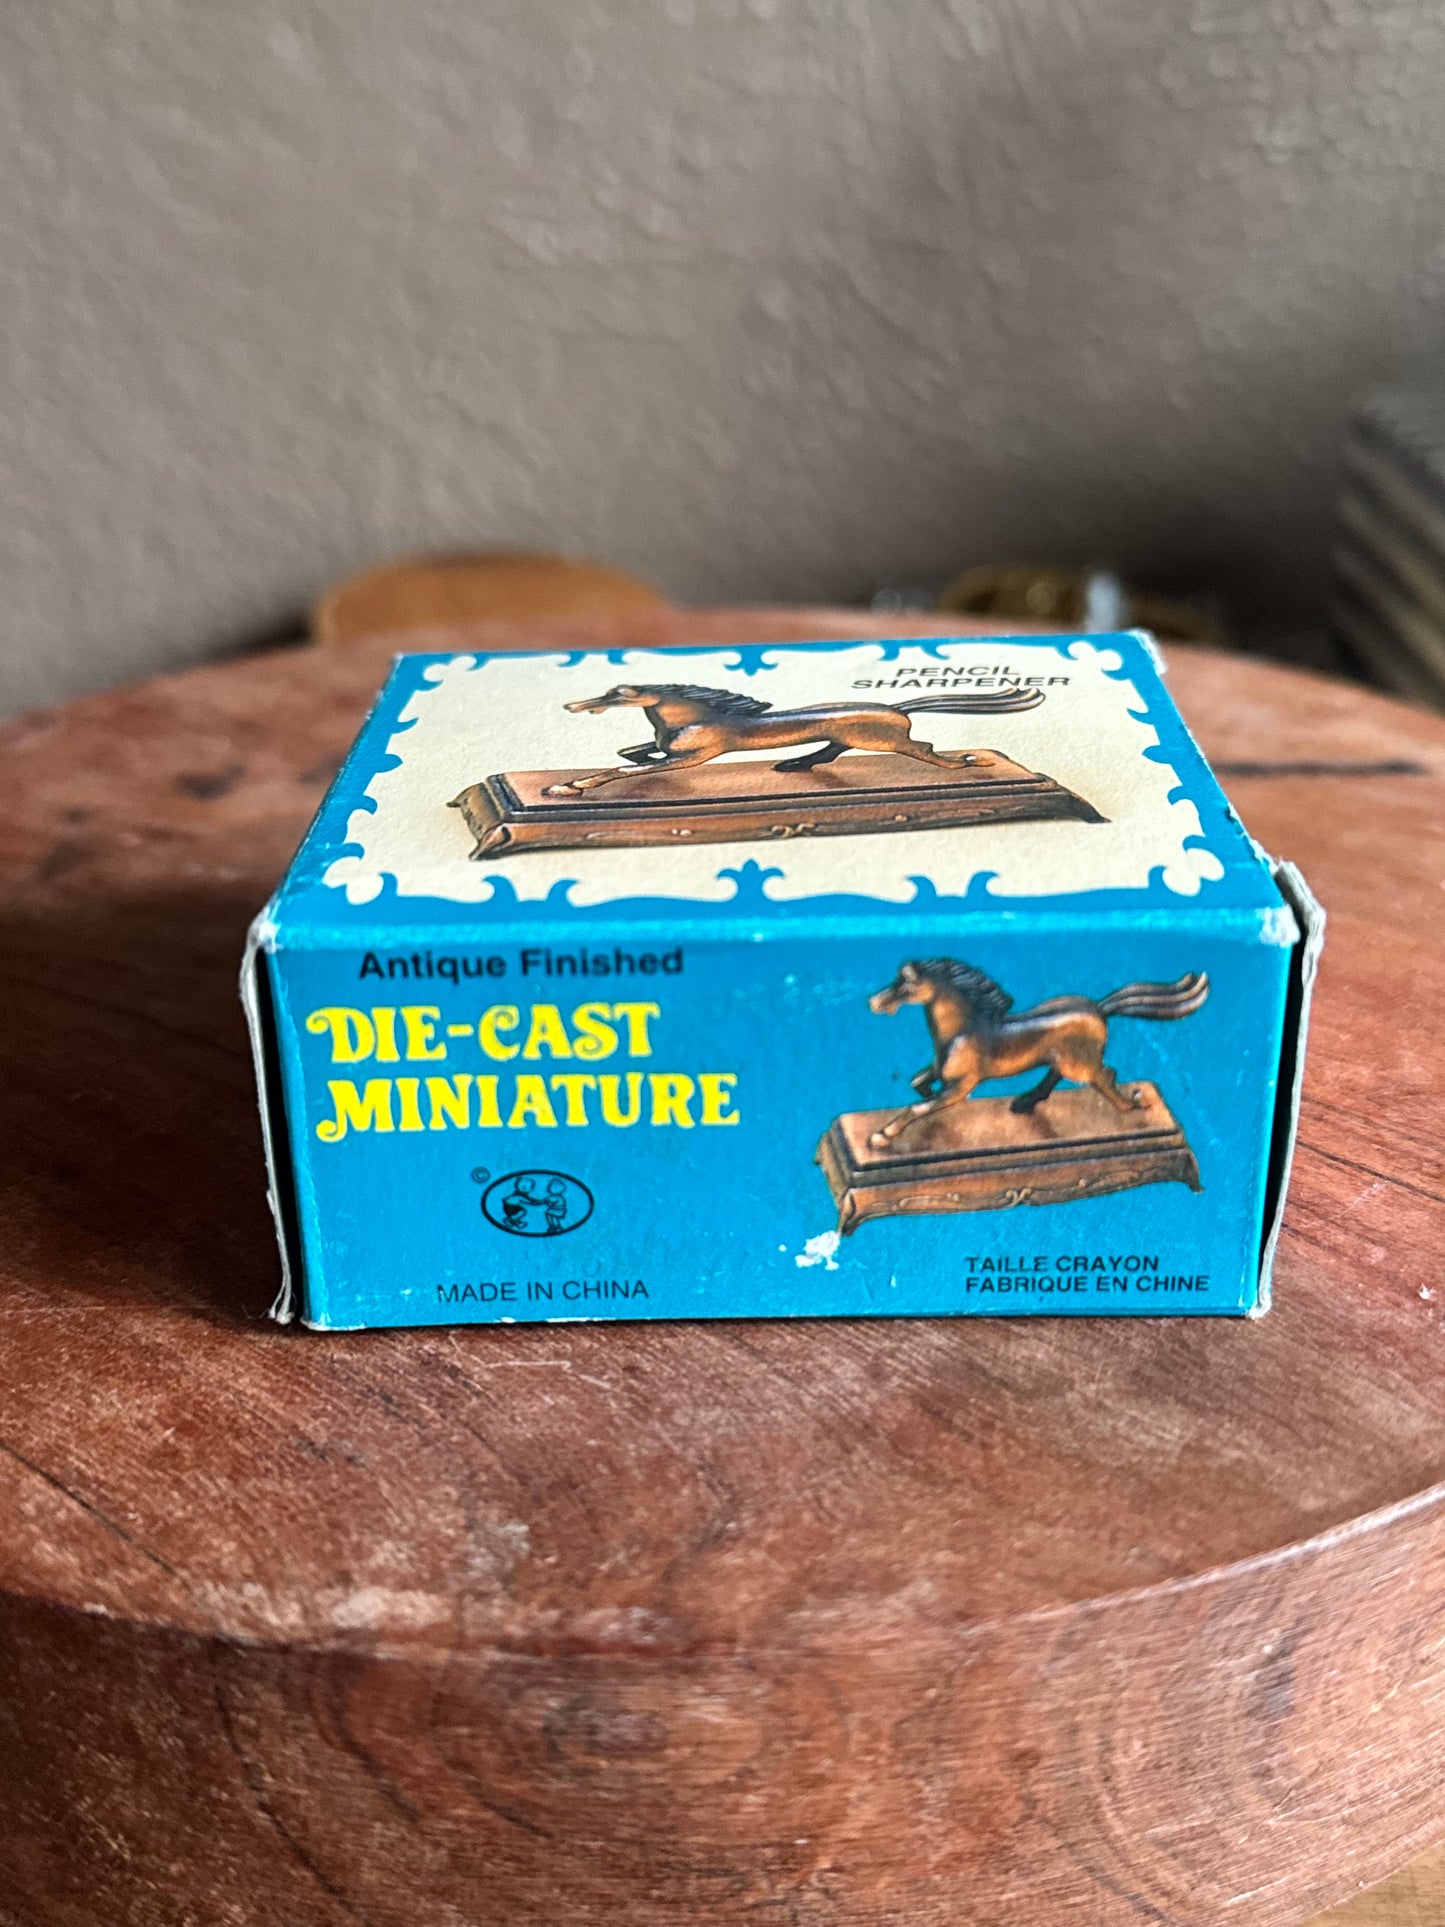 PENCIL
SHARPENER
Antique Finished
DIE-CAST
MINIATURE
©
MADE IN CHINA
TAILLE CRAYON
FABRIQUE EN CHINE